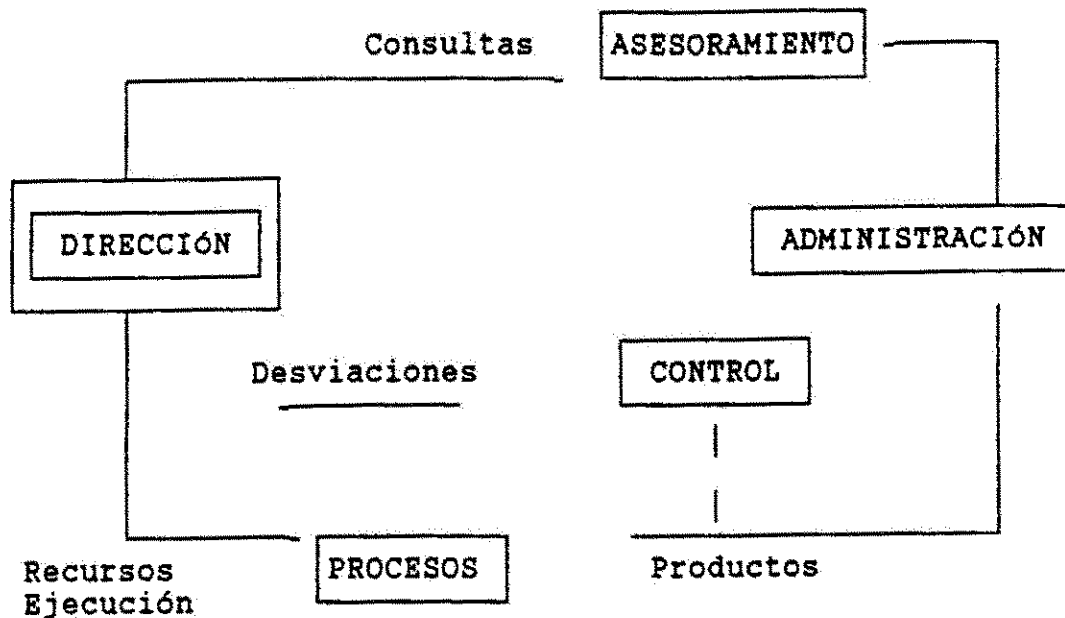 Consultas ASESORAMIENTO
DIRECCIÓN ADMINISTRACIÓN
Desviaciones CONTROL
Recursos PROCESOS Productos
Ejecución